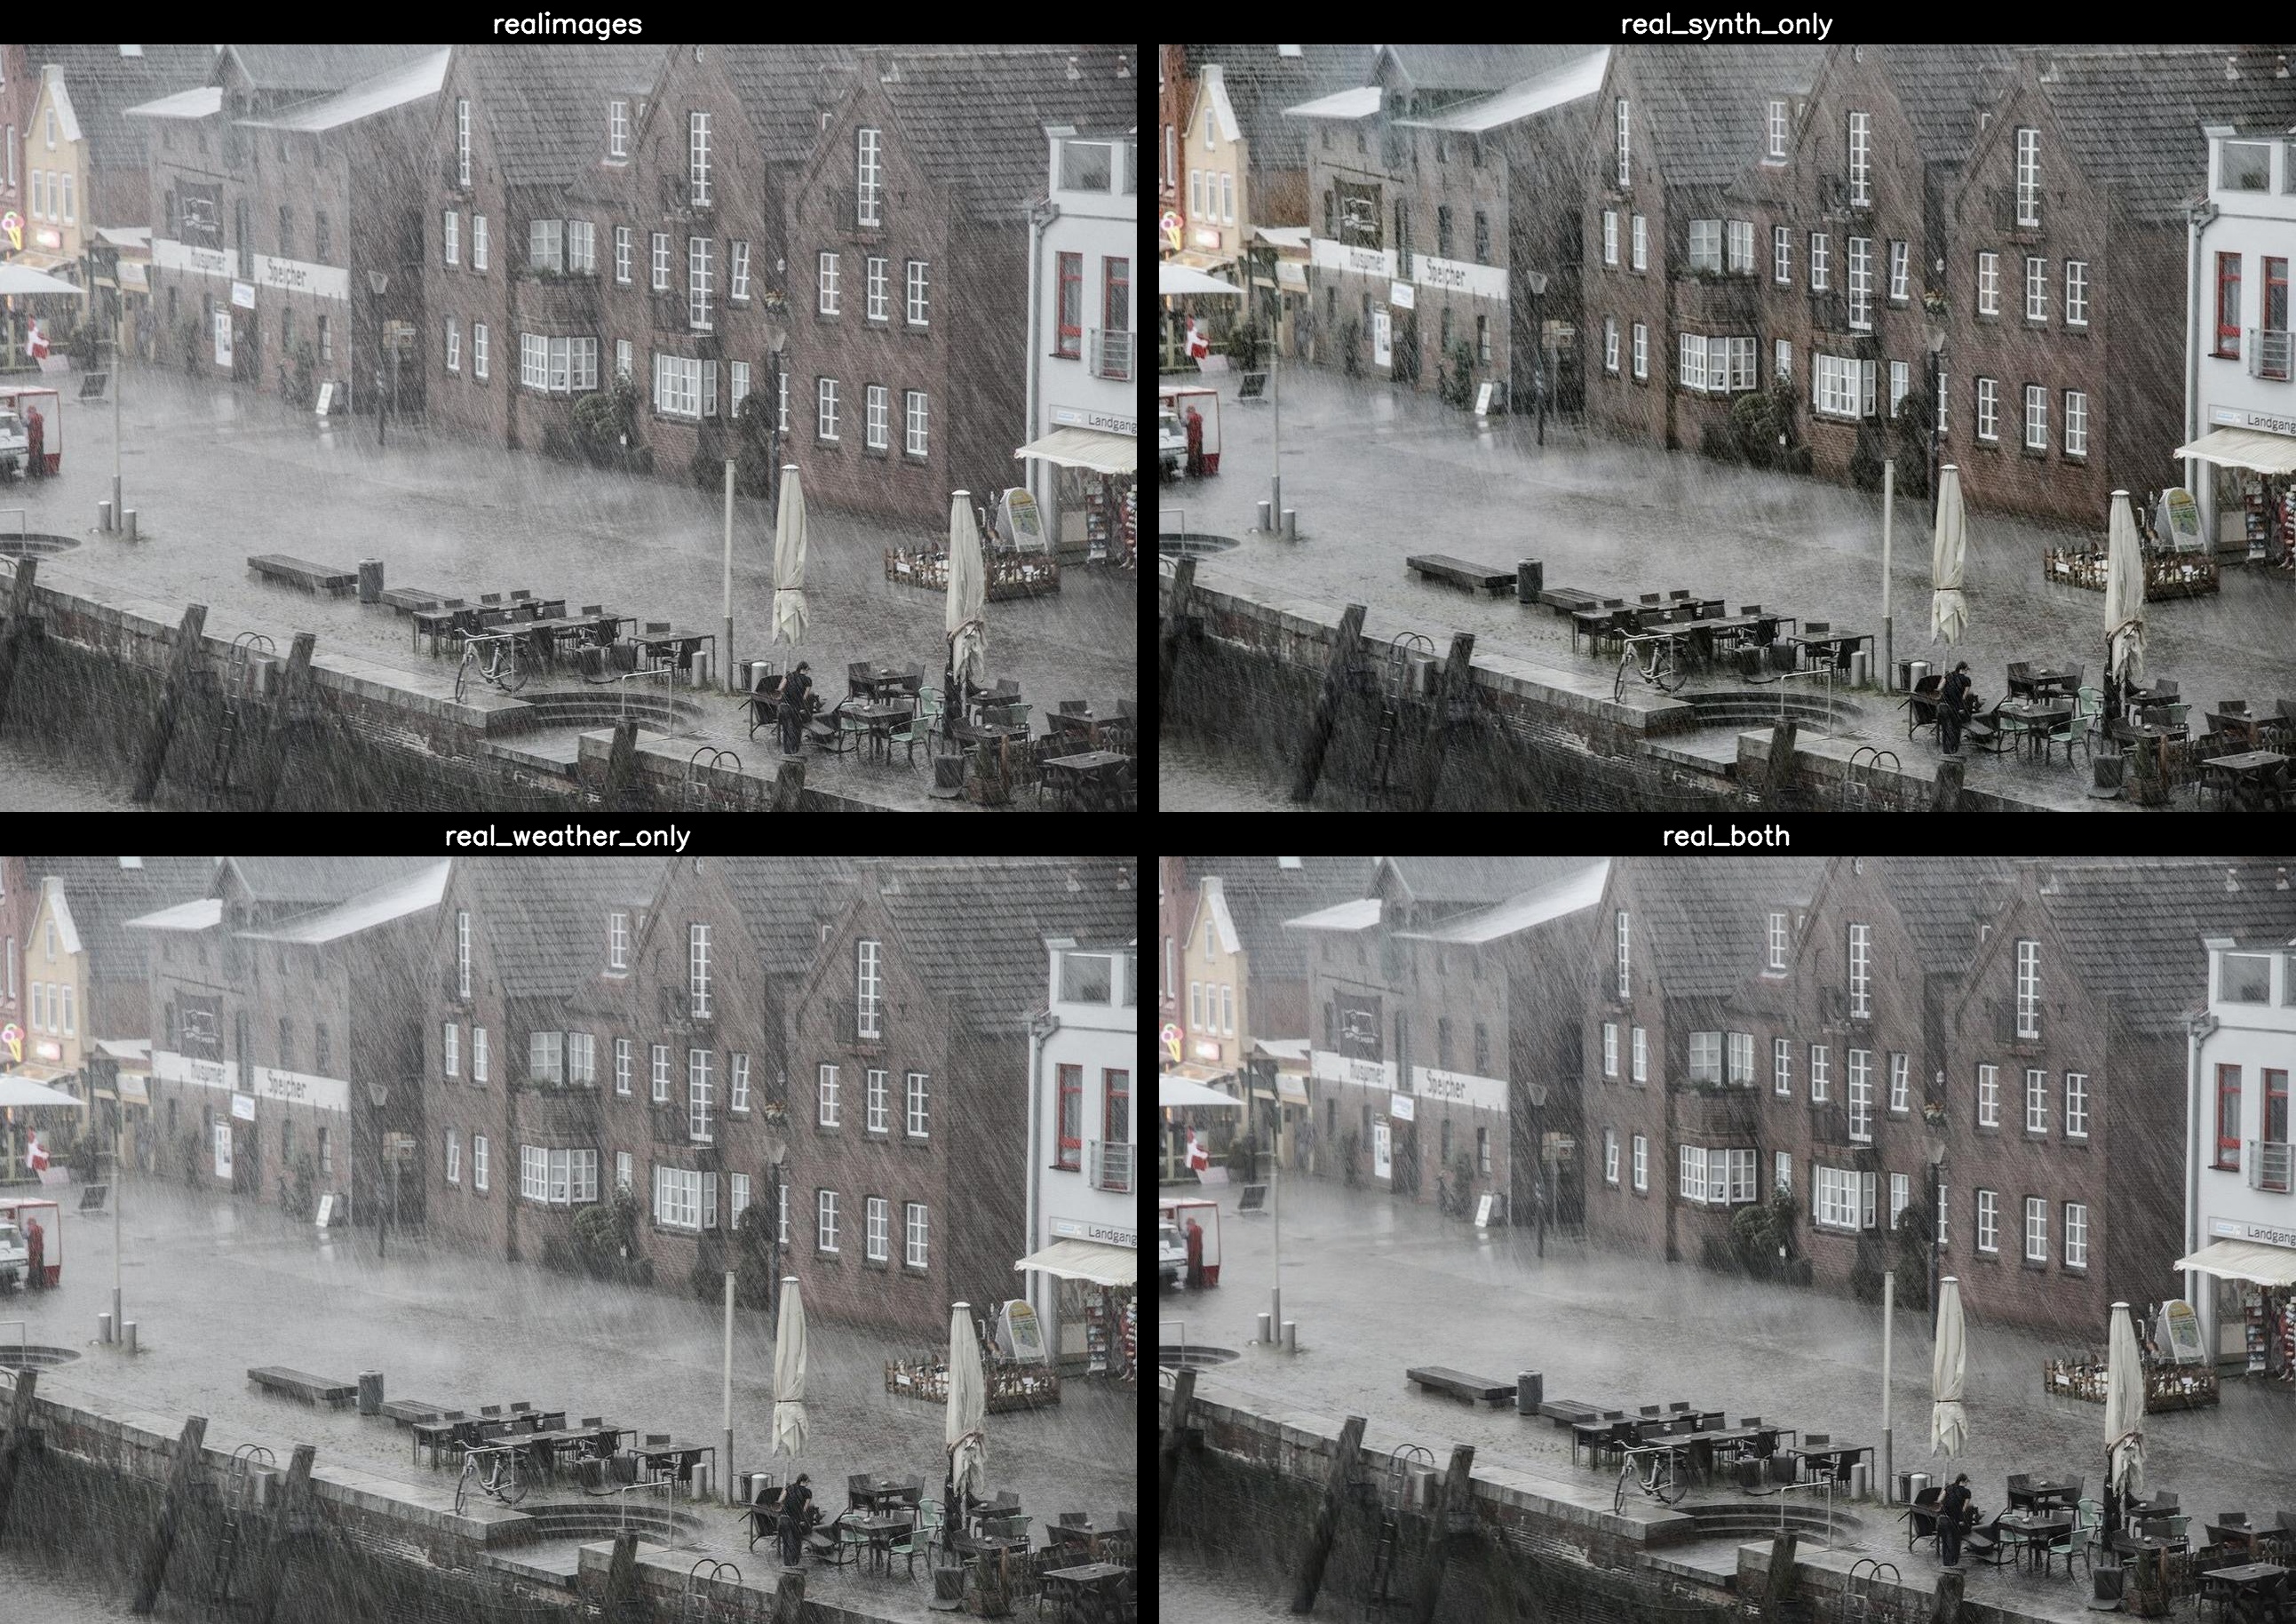 realimages
real_synth_only
Husumer
Speicher
Landgang
Husumer
Speicher
Landgang
real_weather_only
real_both
Husumer
Speicher
Landgang
Husumer
Speicher
Landgang